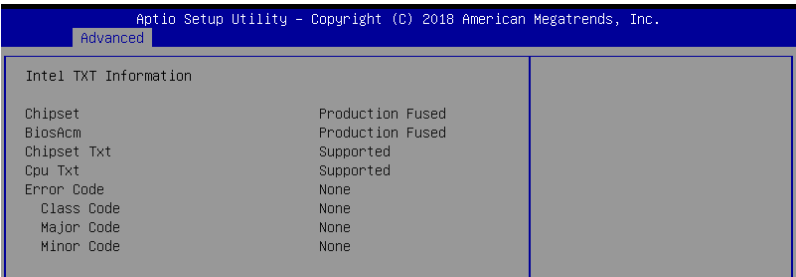 Aptio Setup Utility – Copyright (C) 2018 American Megatrends, Inc.
Advanced
Intel TXT Information
Chipset Production Fused
BiosAcm Production Fused
Chipset Txt Supported
Cpu Txt Supported
Error Code None
Class Code None
Major Code None
Minor Code None